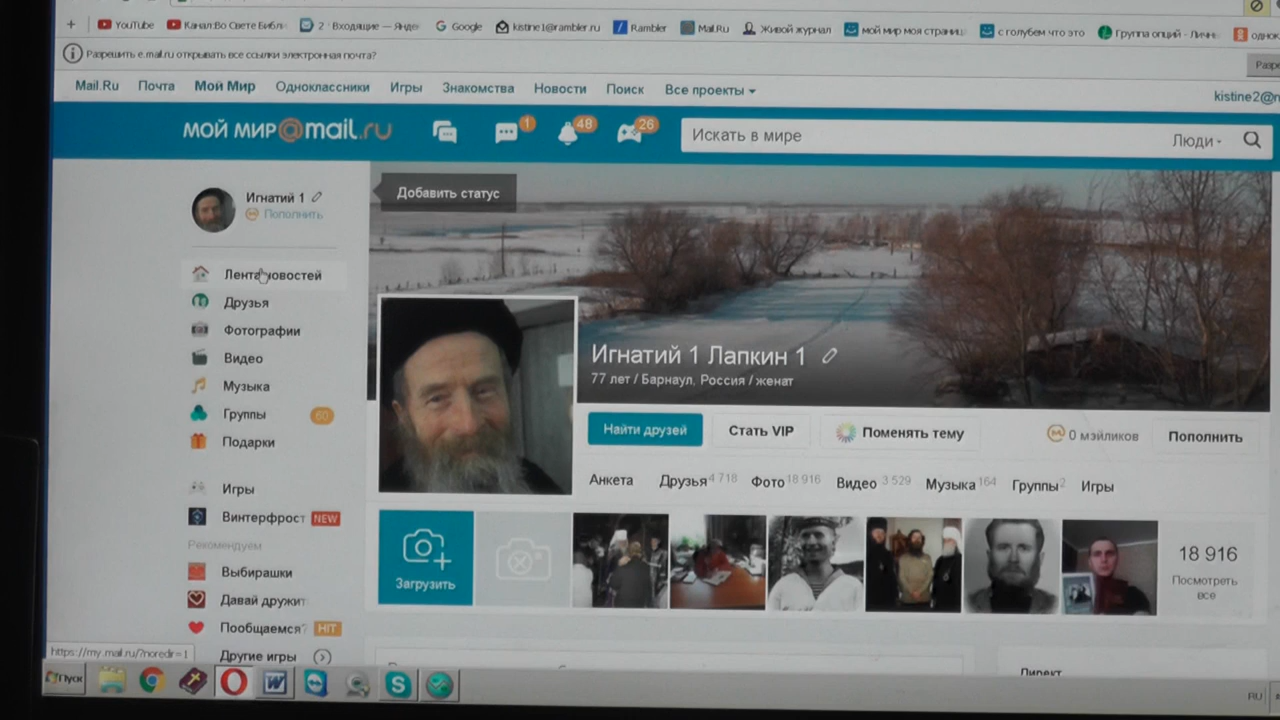 YouTube Канал:Во Свете Библ 2 · Входящие — Янде Google kistine1@rambler.ru Rambler Mail.Ru Живой журнал мой мир моя страниц с голубем что это Группа опций - Личн однок
Разрешить e.mail.ru открывать все ссылки электронная почта?
Mail.Ru Почта Мой Мир Одноклассники Игры Знакомства Новости Поиск Все проекты
kistine2@m
МОЙ МИР@mail.ru 1 48 26 Искать в мире Люди
Игнатий 1
Пополнить
Добавить статус
Лента новостей
Друзья
Фотографии
Видео
Музыка
Группы 60
Подарки
Игры
Винтерфрост NEW
Рекомендуем
Выбирашки
Давай дружит
Пообщаемся? HIT
Другие игры
Игнатий 1 Лапкин 1
77 лет / Барнаул, Россия / женат
Найти друзей Стать VIP Поменять тему 0 мэйликов Пополнить
Анкета Друзья 4 718 Фото 18 916 Видео 3 529 Музыка 164 Группы 2 Игры
Загрузить
18 916
Посмотреть
все
Директ
https://my.mail.ru/?noredir=1
Пуск
RU